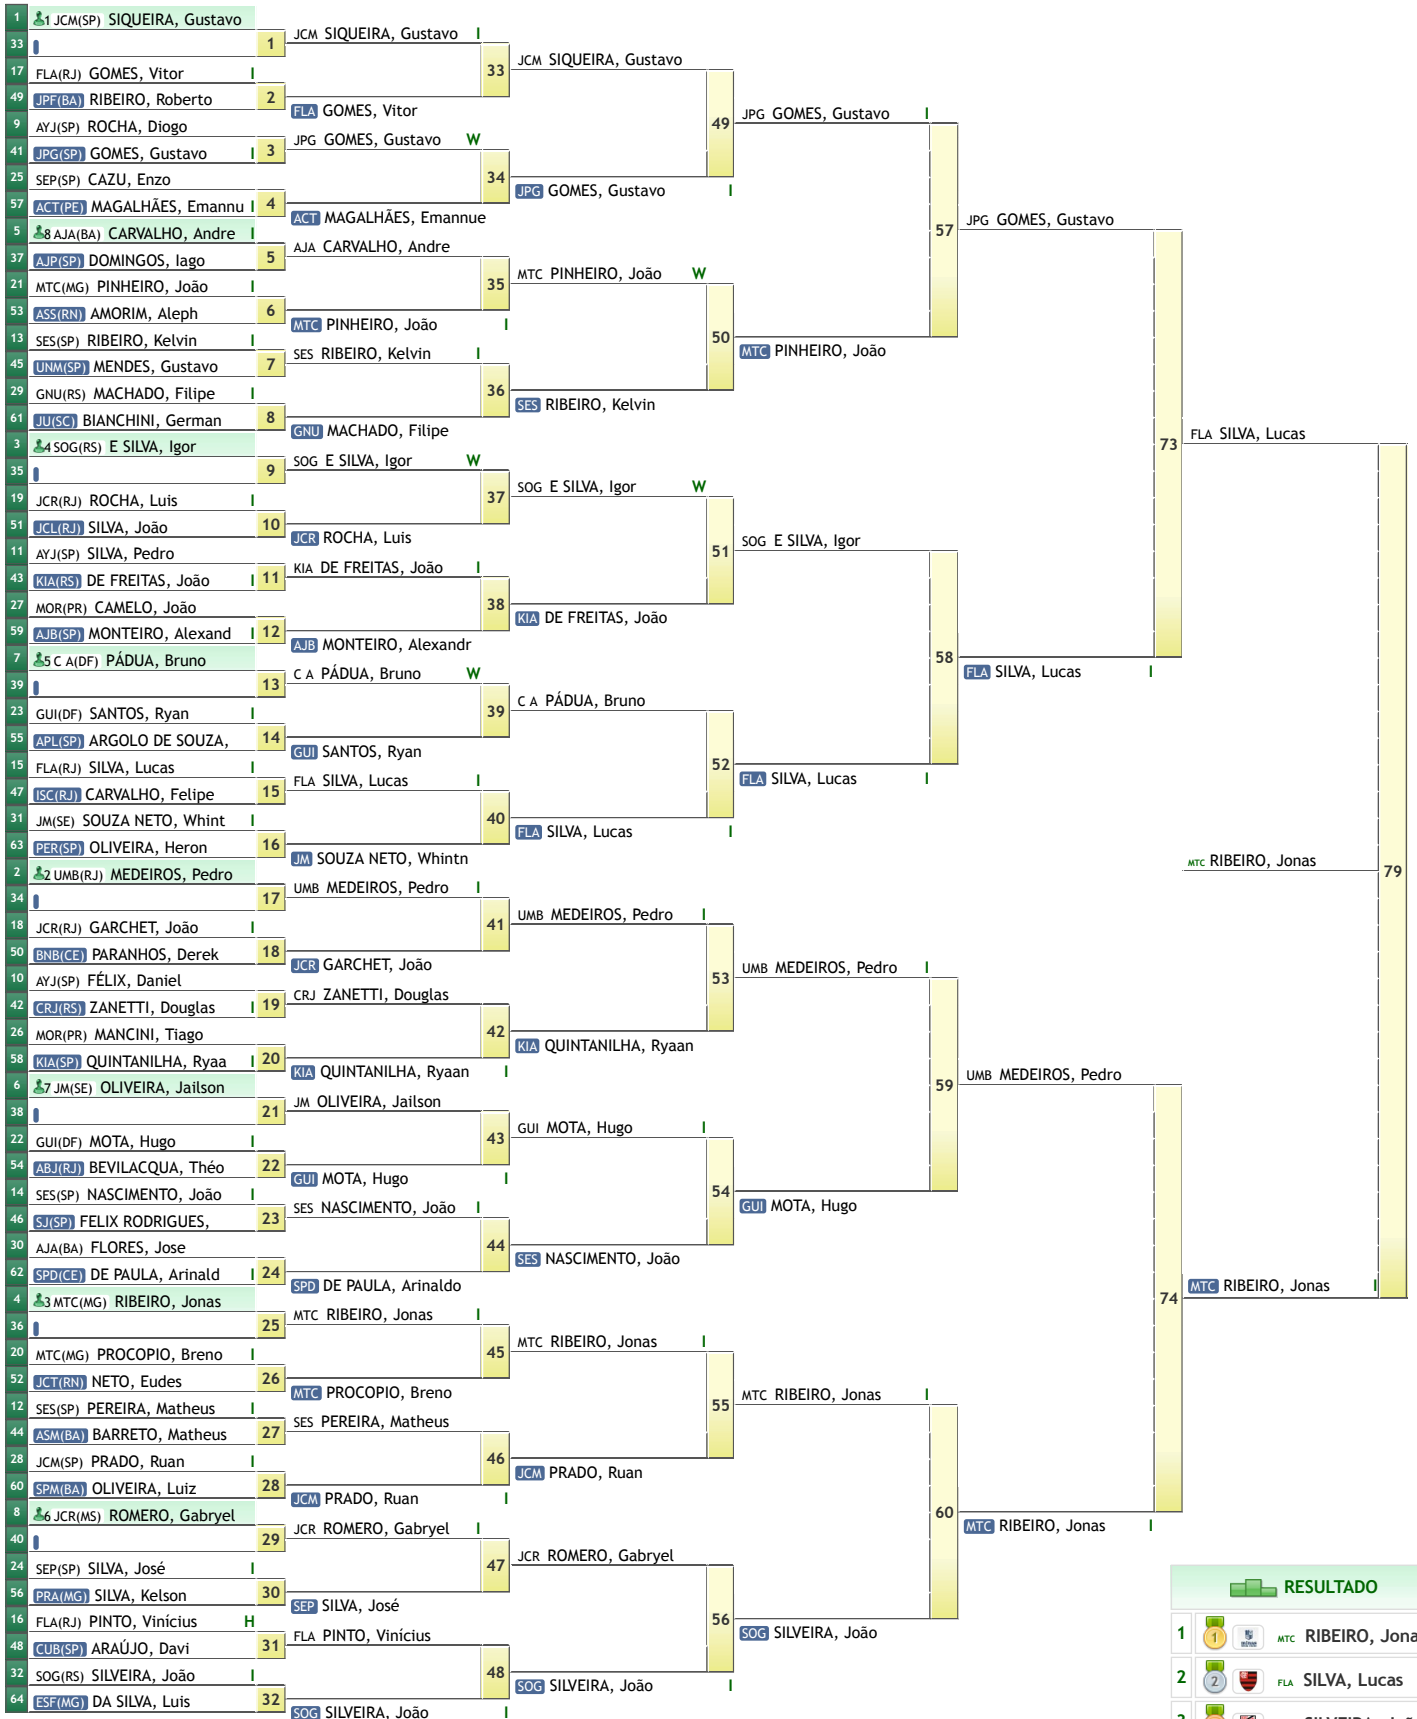 1 1 JCM(SP) SIQUEIRA, Gustavo
33
17 FLA(RJ) GOMES, Vitor I
49 JPF(BA) RIBEIRO, Roberto
9 AYJ(SP) ROCHA, Diogo
41 JPG(SP) GOMES, Gustavo I
25 SEP(SP) CAZU, Enzo
57 ACT(PE) MAGALHÃES, Emannu I
5 8 AJA(BA) CARVALHO, Andre I
37 AJP(SP) DOMINGOS, Iago
21 MTC(MG) PINHEIRO, João I
53 ASS(RN) AMORIM, Aleph
13 SES(SP) RIBEIRO, Kelvin I
45 UNM(SP) MENDES, Gustavo
29 GNU(RS) MACHADO, Filipe I
61 JU(SC) BIANCHINI, German
3 4 SOG(RS) E SILVA, Igor
35
19 JCR(RJ) ROCHA, Luis I
51 JCL(RJ) SILVA, João
11 AYJ(SP) SILVA, Pedro
43 KIA(RS) DE FREITAS, João I
27 MOR(PR) CAMELO, João
59 AJB(SP) MONTEIRO, Alexand I
7 5 C A(DF) PÁDUA, Bruno
39
23 GUI(DF) SANTOS, Ryan I
55 APL(SP) ARGOLO DE SOUZA,
15 FLA(RJ) SILVA, Lucas I
47 ISC(RJ) CARVALHO, Felipe
31 JM(SE) SOUZA NETO, Whint I
63 PER(SP) OLIVEIRA, Heron
2 2 UMB(RJ) MEDEIROS, Pedro
34
18 JCR(RJ) GARCHET, João I
50 BNB(CE) PARANHOS, Derek
10 AYJ(SP) FÉLIX, Daniel
42 CRJ(RS) ZANETTI, Douglas I
26 MOR(PR) MANCINI, Tiago
58 KIA(SP) QUINTANILHA, Ryaa I
6 7 JM(SE) OLIVEIRA, Jailson
38
22 GUI(DF) MOTA, Hugo I
54 ABJ(RJ) BEVILACQUA, Théo
14 SES(SP) NASCIMENTO, João I
46 SJ(SP) FELIX RODRIGUES,
30 AJA(BA) FLORES, Jose
62 SPD(CE) DE PAULA, Arinald I
4 3 MTC(MG) RIBEIRO, Jonas
36
20 MTC(MG) PROCOPIO, Breno I
52 JCT(RN) NETO, Eudes
12 SES(SP) PEREIRA, Matheus I
44 ASM(BA) BARRETO, Matheus
28 JCM(SP) PRADO, Ruan I
60 SPM(BA) OLIVEIRA, Luiz
8 6 JCR(MS) ROMERO, Gabryel
40
24 SEP(SP) SILVA, José I
56 PRA(MG) SILVA, Kelson
16 FLA(RJ) PINTO, Vinícius H
48 CUB(SP) ARAÚJO, Davi
32 SOG(RS) SILVEIRA, João I
64 ESF(MG) DA SILVA, Luis
1 JCM SIQUEIRA, Gustavo I
2 FLA GOMES, Vitor
3 JPG GOMES, Gustavo W
4 ACT MAGALHÃES, Emannue
5 AJA CARVALHO, Andre
6 MTC PINHEIRO, João I
7 SES RIBEIRO, Kelvin I
8 GNU MACHADO, Filipe
9 SOG E SILVA, Igor W
10 JCR ROCHA, Luis
11 KIA DE FREITAS, João I
12 AJB MONTEIRO, Alexandr
13 C A PÁDUA, Bruno W
14 GUI SANTOS, Ryan
15 FLA SILVA, Lucas I
16 JM SOUZA NETO, Whintn
17 UMB MEDEIROS, Pedro I
18 JCR GARCHET, João
19 CRJ ZANETTI, Douglas
20 KIA QUINTANILHA, Ryaan I
21 JM OLIVEIRA, Jailson
22 GUI MOTA, Hugo I
23 SES NASCIMENTO, João I
24 SPD DE PAULA, Arinaldo
25 MTC RIBEIRO, Jonas I
26 MTC PROCOPIO, Breno
27 SES PEREIRA, Matheus
28 JCM PRADO, Ruan I
29 JCR ROMERO, Gabryel I
30 SEP SILVA, José
31 FLA PINTO, Vinícius
32 SOG SILVEIRA, João I
33 JCM SIQUEIRA, Gustavo
34 JPG GOMES, Gustavo I
35 MTC PINHEIRO, João W
36 SES RIBEIRO, Kelvin
37 SOG E SILVA, Igor W
38 KIA DE FREITAS, João
39 C A PÁDUA, Bruno
40 FLA SILVA, Lucas I
41 UMB MEDEIROS, Pedro I
42 KIA QUINTANILHA, Ryaan
43 GUI MOTA, Hugo I
44 SES NASCIMENTO, João
45 MTC RIBEIRO, Jonas I
46 JCM PRADO, Ruan
47 JCR ROMERO, Gabryel
48 SOG SILVEIRA, João I
49 JPG GOMES, Gustavo I
50 MTC PINHEIRO, João
51 SOG E SILVA, Igor
52 FLA SILVA, Lucas I
53 UMB MEDEIROS, Pedro I
54 GUI MOTA, Hugo
55 MTC RIBEIRO, Jonas I
56 SOG SILVEIRA, João
57 JPG GOMES, Gustavo
58 FLA SILVA, Lucas I
59 UMB MEDEIROS, Pedro
60 MTC RIBEIRO, Jonas I
73 FLA SILVA, Lucas
74 MTC RIBEIRO, Jonas I
79 MTC RIBEIRO, Jonas
RESULTADO
1 1 MTC RIBEIRO, Jona
2 2 FLA SILVA, Lucas